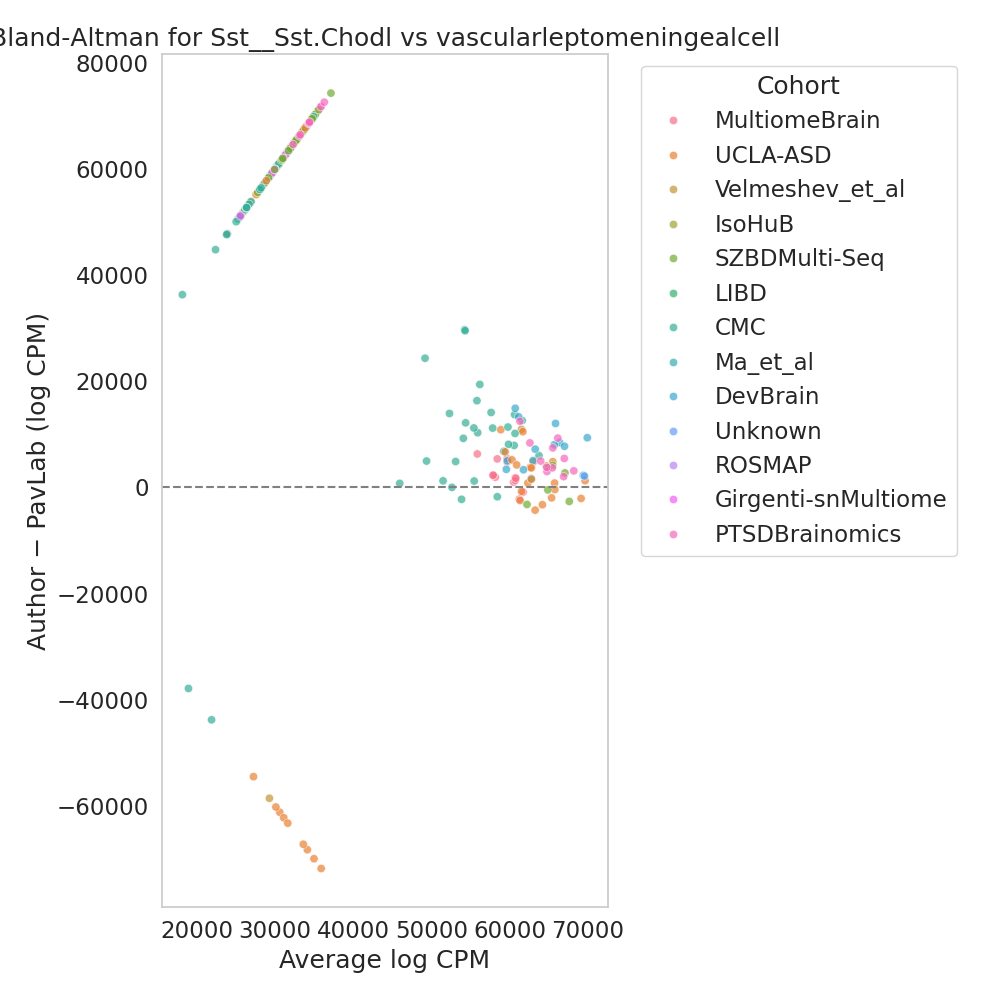 Bland-Altman for Sst__Sst.Chodl vs vascularleptomeningealcell
80000
60000
40000
20000
0
−20000
−40000
−60000
Author − PavLab (log CPM)
20000 30000 40000 50000 60000 70000
Average log CPM
Cohort
MultiomeBrain
UCLA-ASD
Velmeshev_et_al
IsoHuB
SZBDMulti-Seq
LIBD
CMC
Ma_et_al
DevBrain
Unknown
ROSMAP
Girgenti-snMultiome
PTSDBrainomics